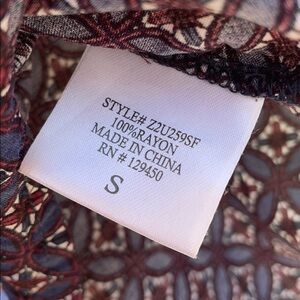 STYLE# Z2U259SF
100%RAYON
MADE IN CHINA
RN # 129450
S